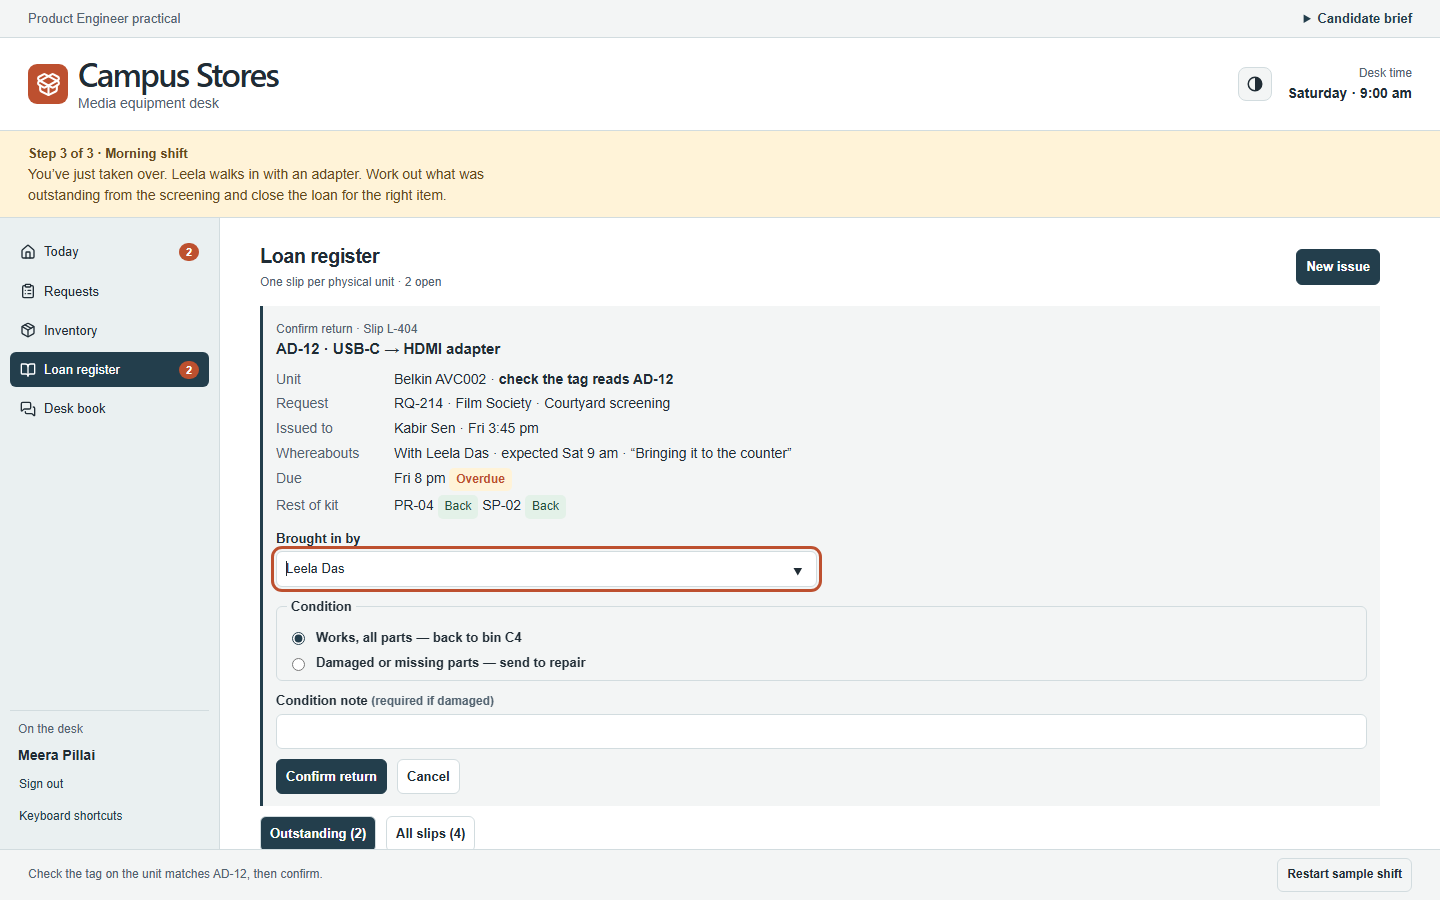 Product Engineer practical
▶ Candidate brief
Campus Stores
Media equipment desk
Desk time
Saturday · 9:00 am
Step 3 of 3 · Morning shift
You’ve just taken over. Leela walks in with an adapter. Work out what was
outstanding from the screening and close the loan for the right item.
Today 2
Requests
Inventory
Loan register 2
Desk book
On the desk
Meera Pillai
Sign out
Keyboard shortcuts
Loan register
One slip per physical unit · 2 open
New issue
Confirm return · Slip L-404
AD-12 · USB-C → HDMI adapter
Unit Belkin AVC002 · check the tag reads AD-12
Request RQ-214 · Film Society · Courtyard screening
Issued to Kabir Sen · Fri 3:45 pm
Whereabouts With Leela Das · expected Sat 9 am · “Bringing it to the counter”
Due Fri 8 pm Overdue
Rest of kit PR-04 Back SP-02 Back
Brought in by
Leela Das
Condition
Works, all parts — back to bin C4
Damaged or missing parts — send to repair
Condition note (required if damaged)
Confirm return Cancel
Outstanding (2) All slips (4)
Check the tag on the unit matches AD-12, then confirm.
Restart sample shift